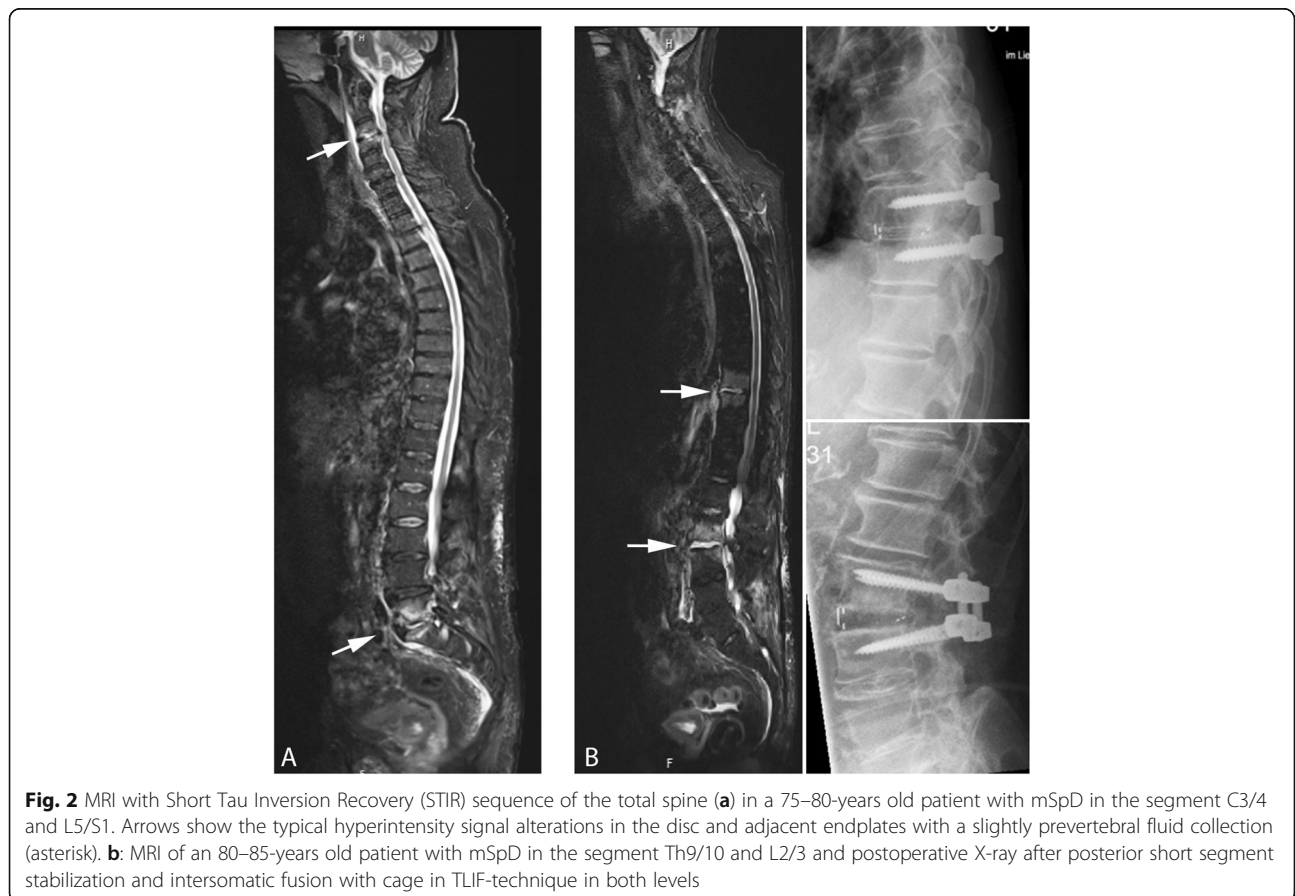 H
H
im Lie
L
31
A
B
F
Fig. 2 MRI with Short Tau Inversion Recovery (STIR) sequence of the total spine (a) in a 75–80-years old patient with mSpD in the segment C3/4
and L5/S1. Arrows show the typical hyperintensity signal alterations in the disc and adjacent endplates with a slightly prevertebral fluid collection
(asterisk). b: MRI of an 80–85-years old patient with mSpD in the segment Th9/10 and L2/3 and postoperative X-ray after posterior short segment
stabilization and intersomatic fusion with cage in TLIF-technique in both levels